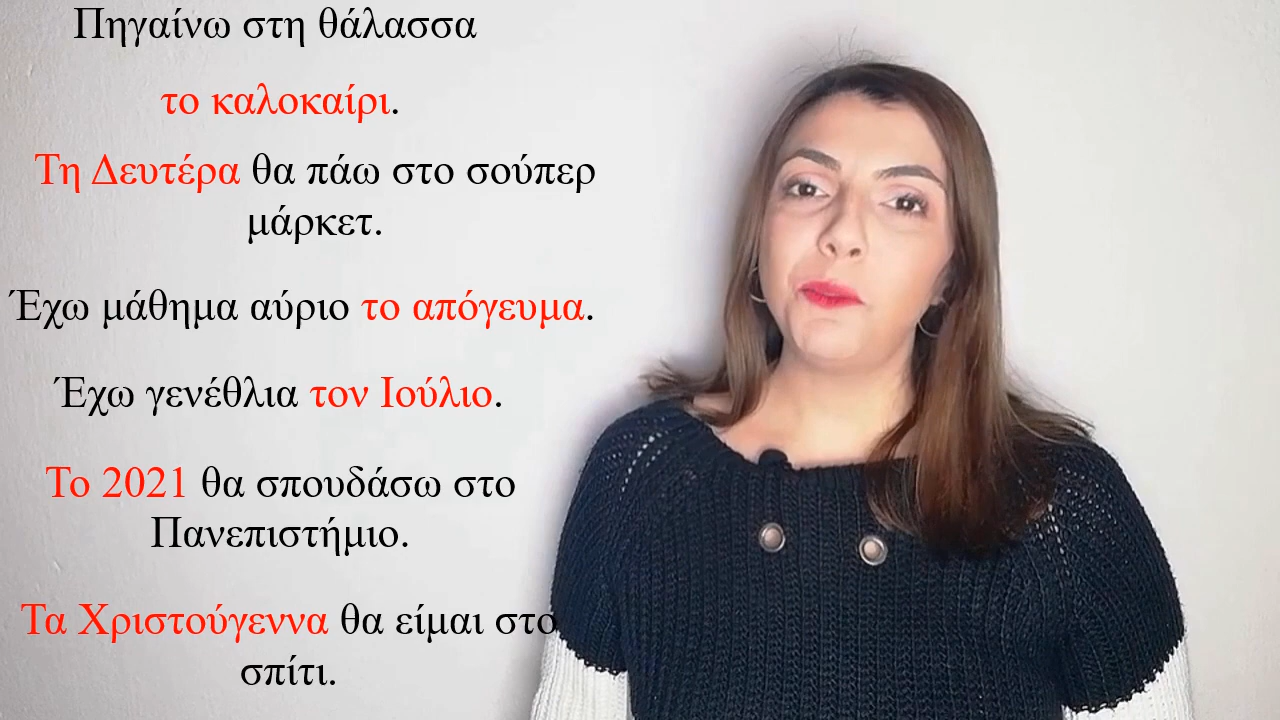 Πηγαίνω στη θάλασσα
το καλοκαίρι.
Τη Δευτέρα θα πάω στο σούπερ
μάρκετ.
Έχω μάθημα αύριο το απόγευμα.
Έχω γενέθλια τον Ιούλιο.
Το 2021 θα σπουδάσω στο
Πανεπιστήμιο.
Τα Χριστούγεννα θα είμαι στο
σπίτι.